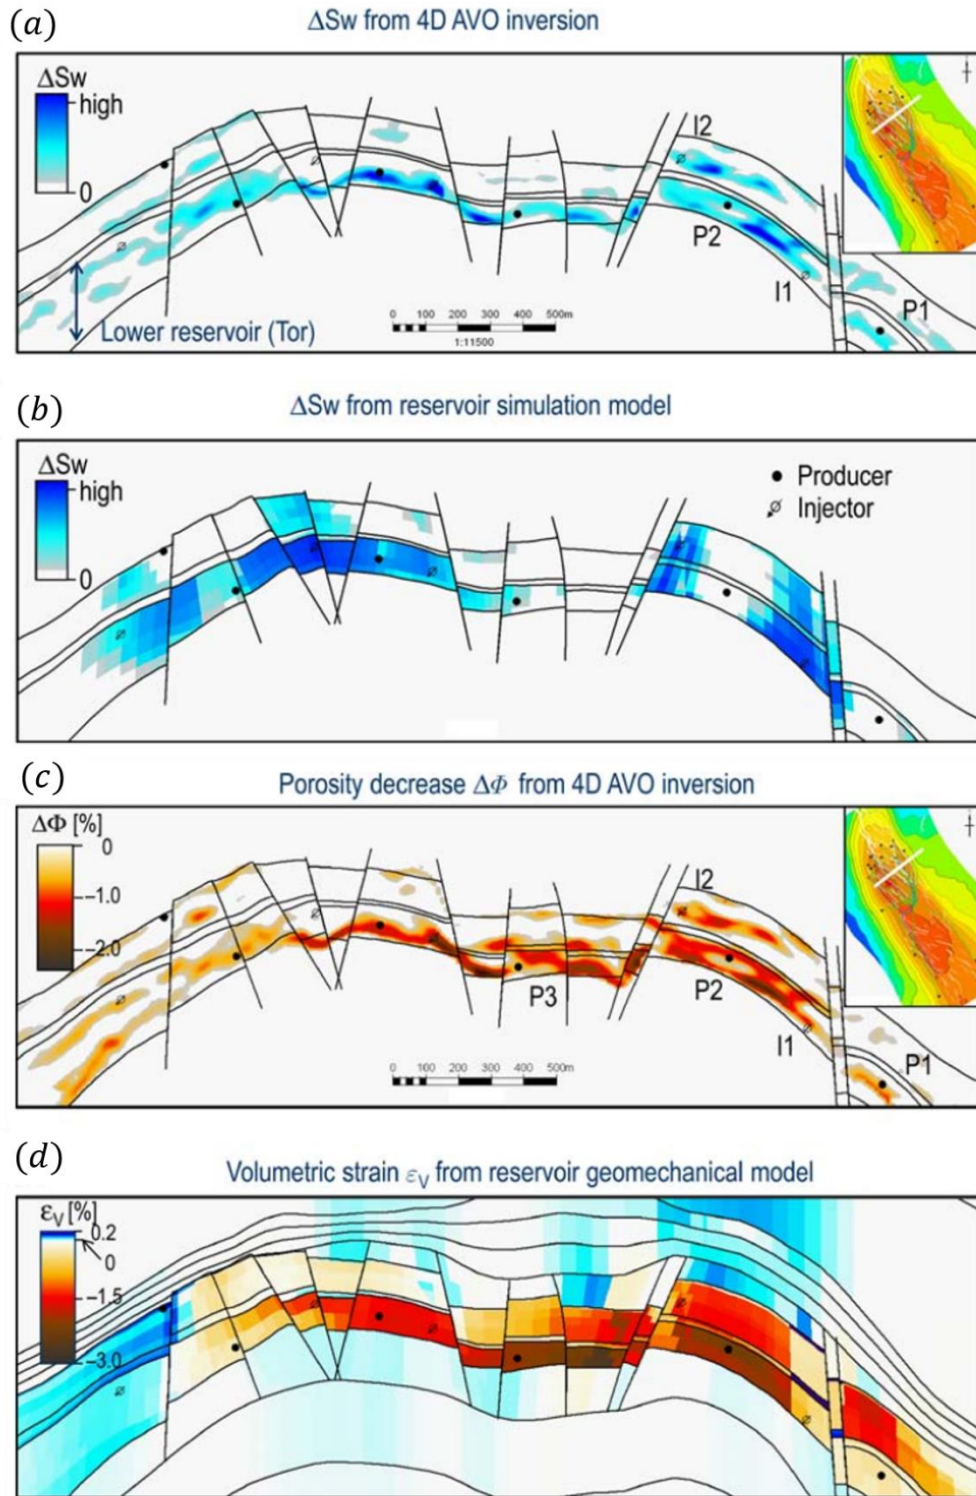 (a)
ΔSw from 4D AVO inversion
ΔSw
high
0
I2
P2
I1
P1
Lower reservoir (Tor)
0 100 200 300 400 500m
1:11500
(b)
ΔSw from reservoir simulation model
ΔSw
high
0
Producer
Injector
(c)
Porosity decrease ΔΦ from 4D AVO inversion
ΔΦ [%]
0
-1.0
-2.0
I2
P3
P2
I1
P1
0 100 200 300 400 500m
(d)
Volumetric strain εV from reservoir geomechanical model
εV [%]
0.2
0
-1.5
-3.0